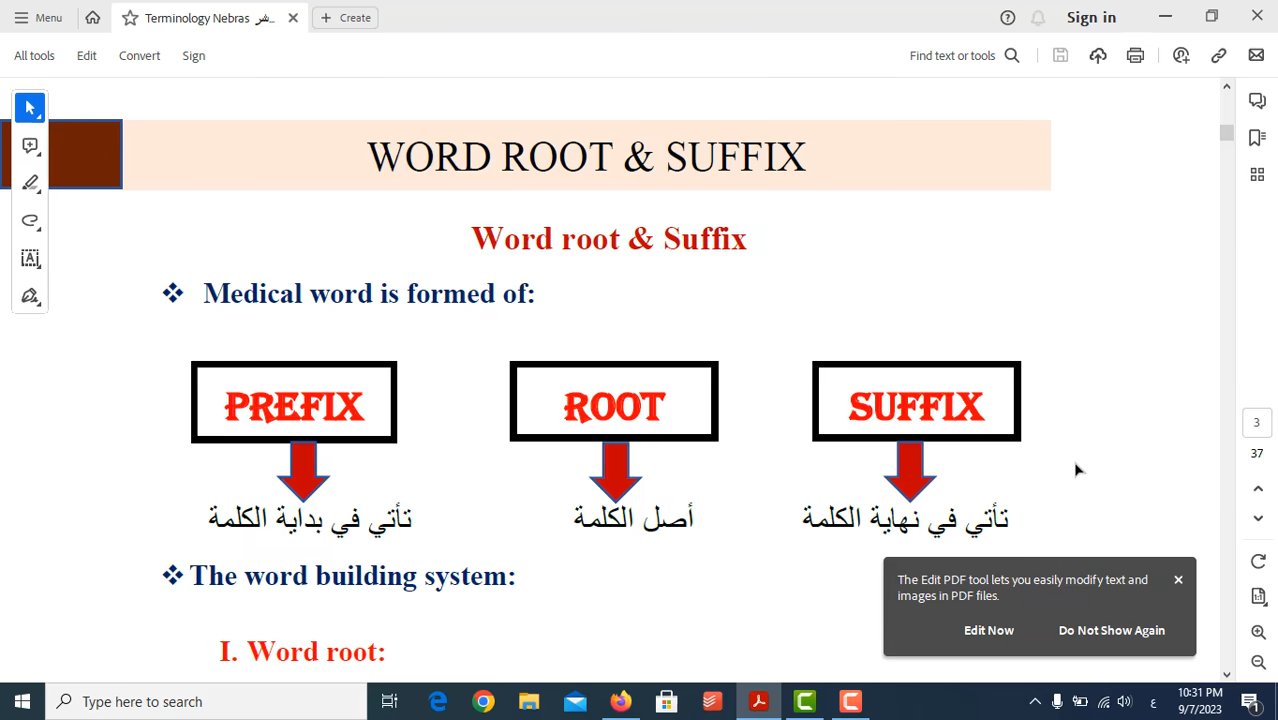 Menu
Terminology Nebras شر...
Create
Sign in
All tools
Edit
Convert
Sign
Find text or tools
WORD ROOT & SUFFIX
Word root & Suffix
❖ Medical word is formed of:
PREFIX
ROOT
SUFFIX
تأتي في بداية الكلمة
أصل الكلمة
تأتي في نهاية الكلمة
❖ The word building system:
I. Word root:
The Edit PDF tool lets you easily modify text and
images in PDF files.
Edit Now
Do Not Show Again
3
37
1:1
Type here to search
ع
10:31 PM
9/7/2023
1